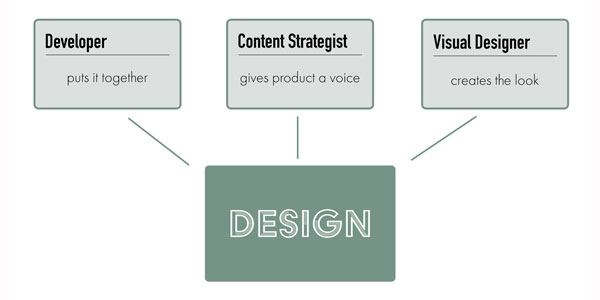 Developer
puts it together
Content Strategist
gives product a voice
Visual Designer
creates the look
DESIGN